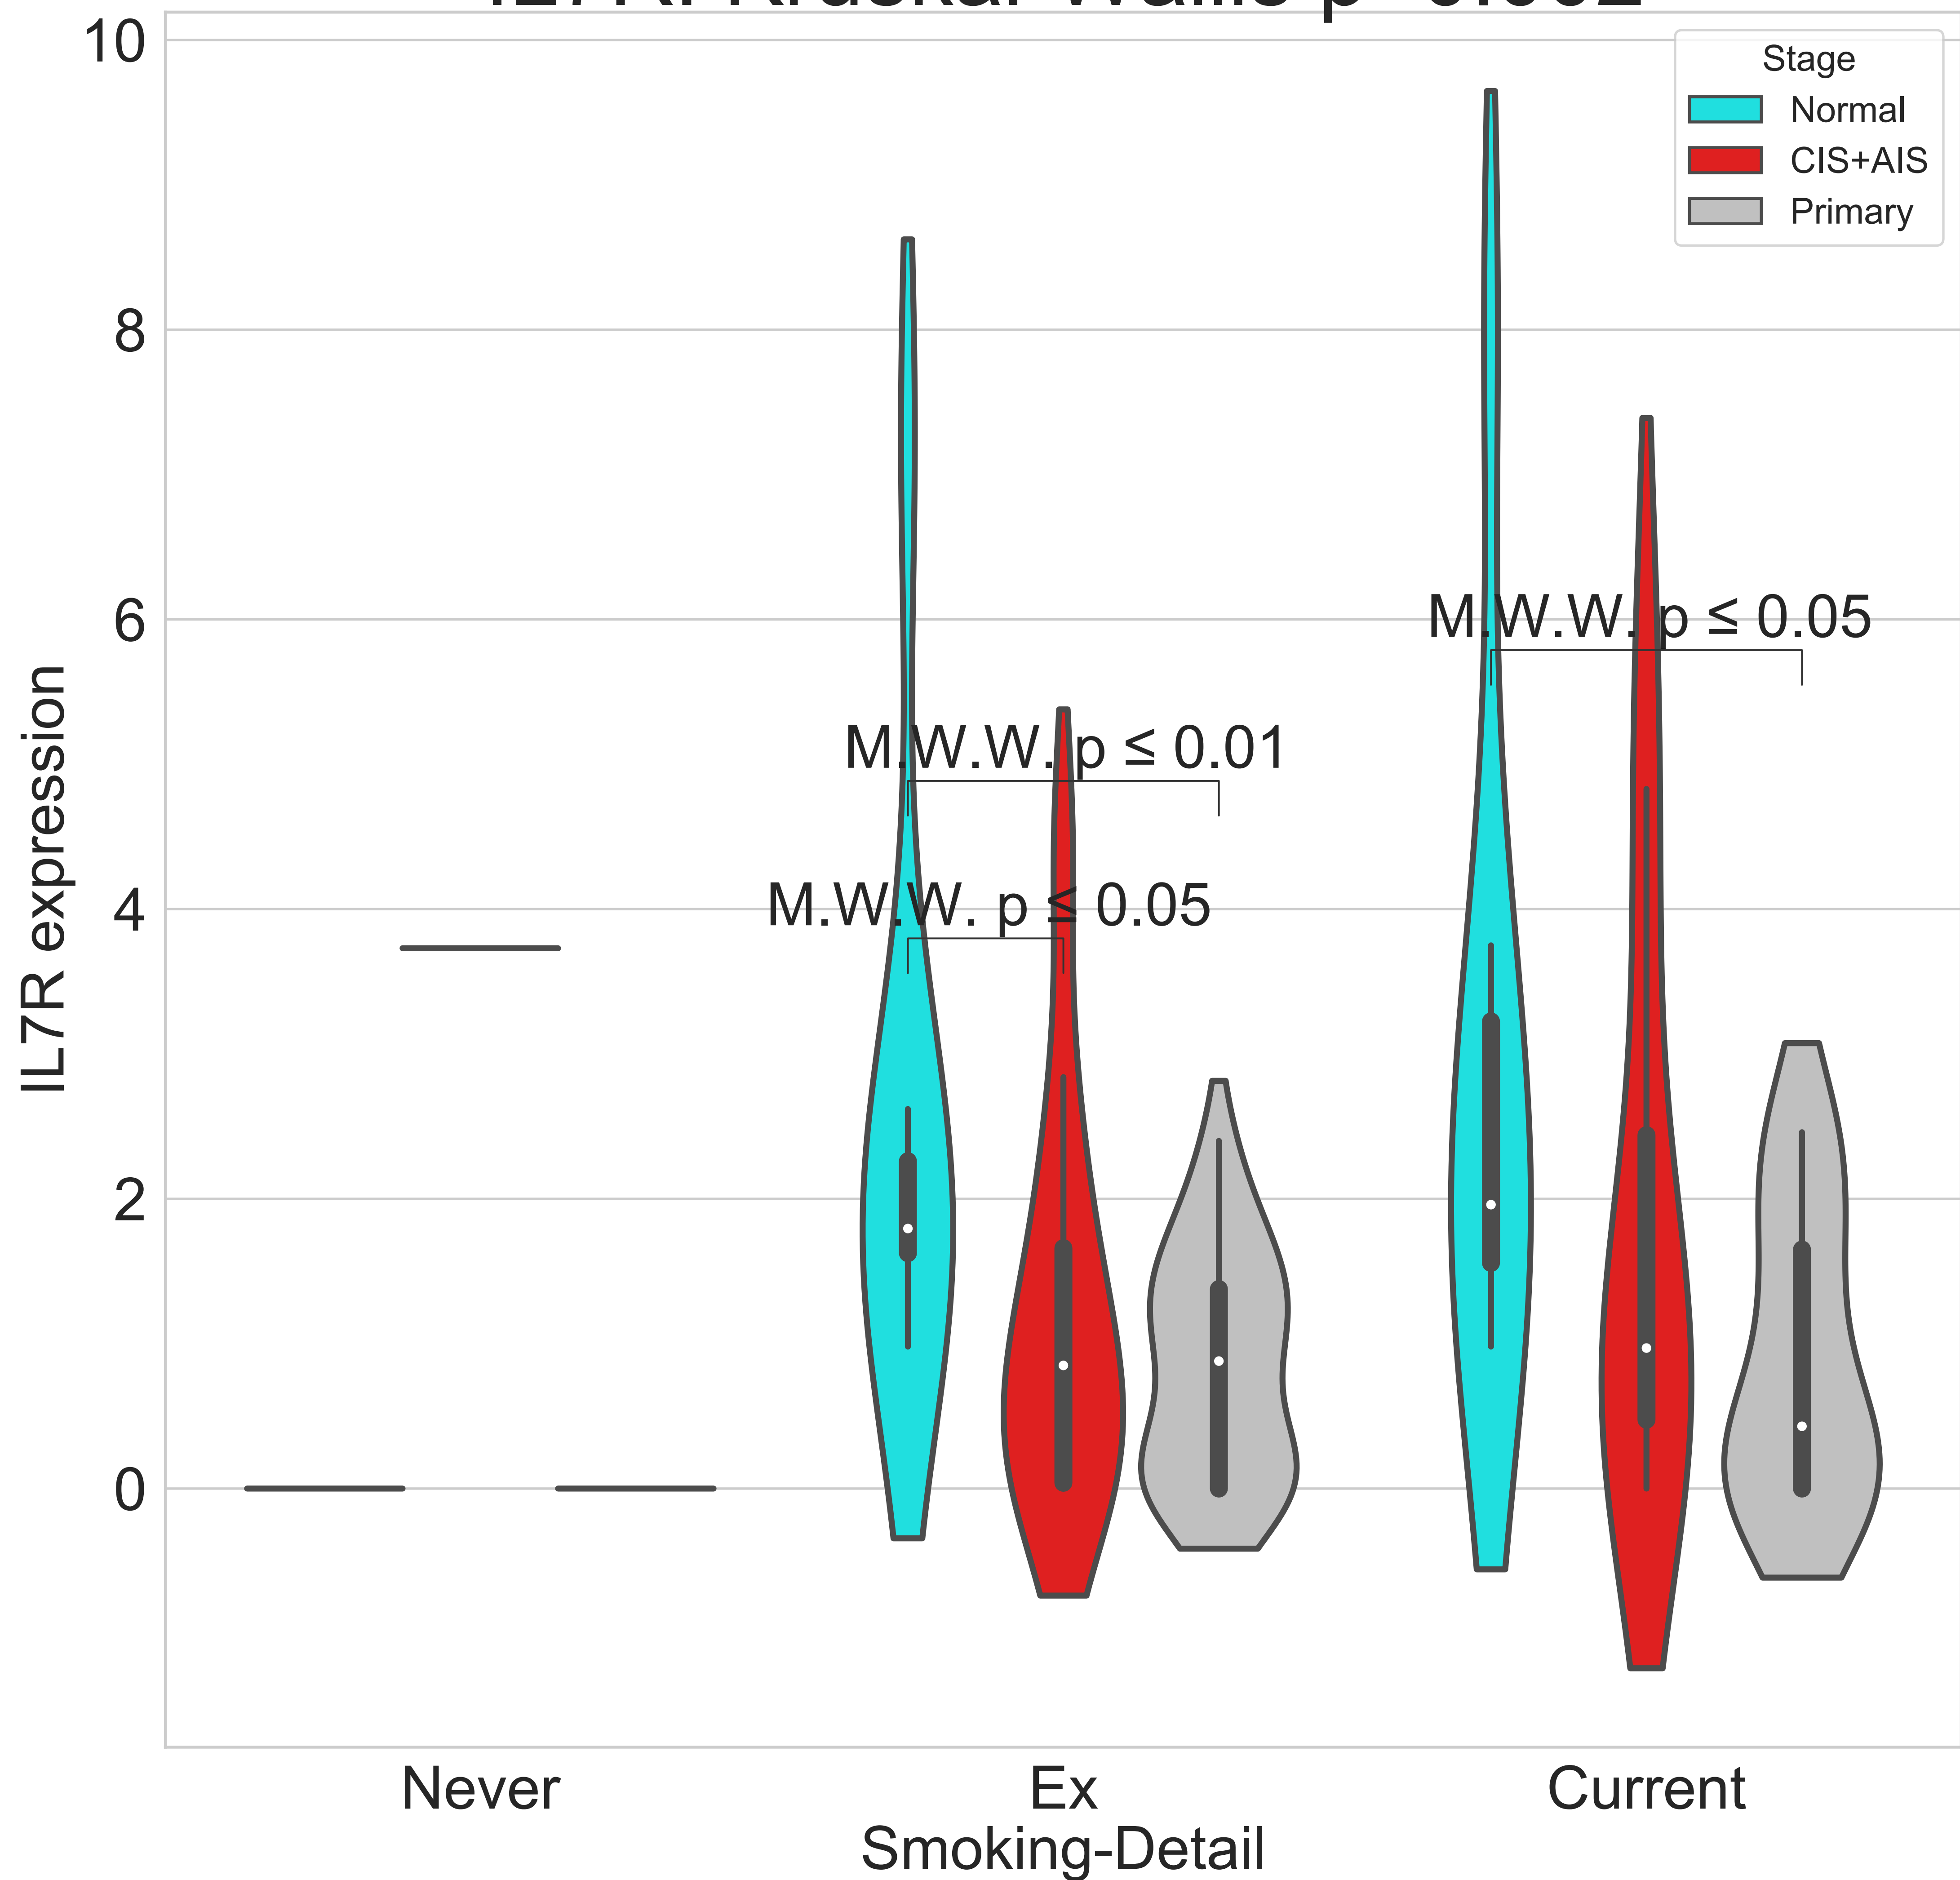 10
Stage
Normal
CIS+AIS
Primary
8
6
4
2
0
IL7R expression
M.W.W. p ≤ 0.05
M.W.W. p ≤ 0.01
M.W.W. p ≤ 0.05
Never
Ex
Current
Smoking-Detail